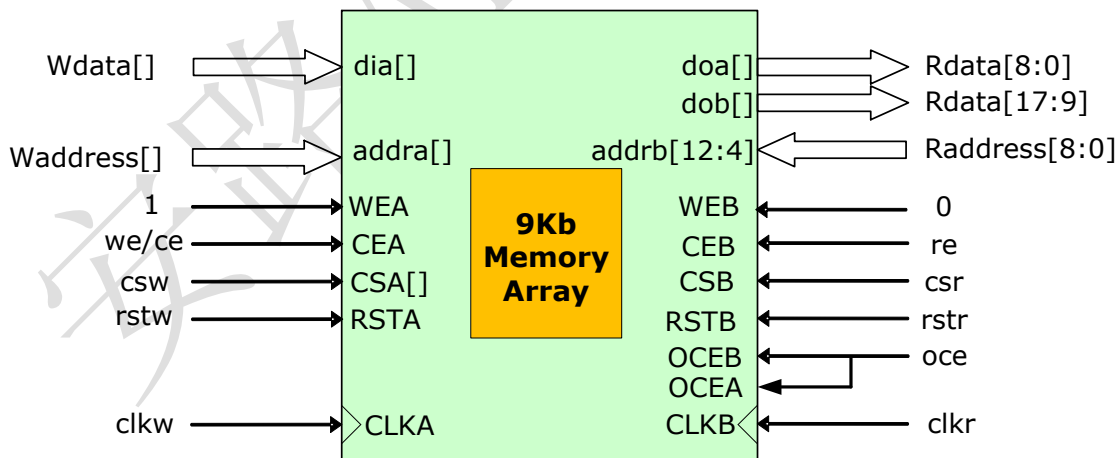 Wdata[] dia[] doa[] Rdata[8:0]
dob[] Rdata[17:9]
Waddress[] addra[] addrb[12:4] Raddress[8:0]
1 WEA WEB 0
we/ce CEA CEB re
csw CSA[] CSB csr
rstw RSTA RSTB rstr
9Kb
Memory
Array
OCEB oce
OCEA
clkw CLKA CLKB clkr
安路